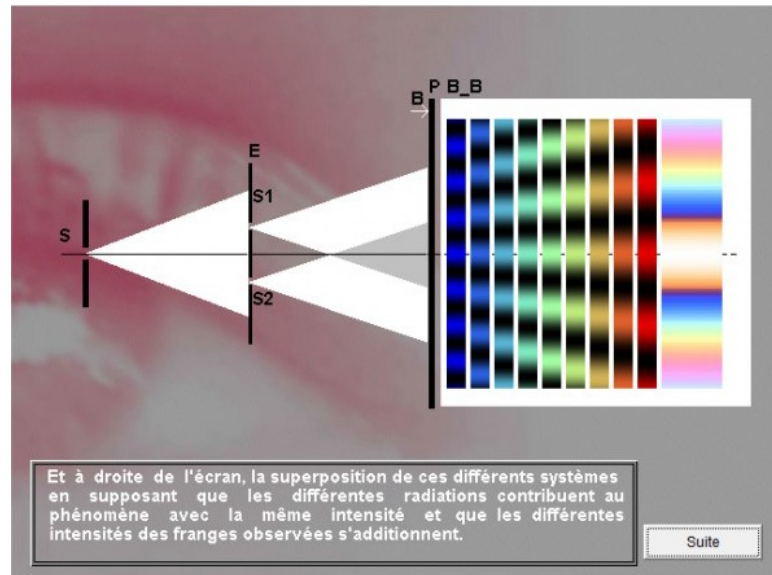 P B_B
B
E
S1
S
S2
Et à droite de l'écran, la superposition de ces différents systèmes
en supposant que les différentes radiations contribuent au
phénomène avec la même intensité et que les différentes
intensités des franges observées s'additionnent.
Suite